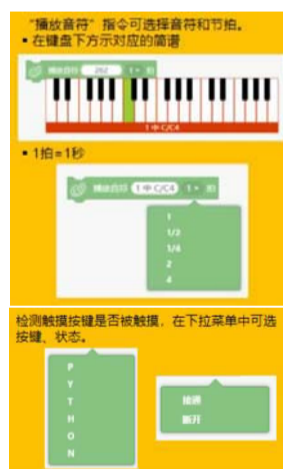 “播放音符”指令可选择音符和节拍。
▪ 在键盘下方示对应的简谱
播放音符 262 1 拍
1 中 C/C4
▪ 1拍=1秒
播放音符 1 中 C/C4 1 拍
1
1/2
1/4
2
4
检测触摸按键是否被触摸，在下拉菜单中可选
按键、状态。
P
Y
T
H
O
N
接通
断开